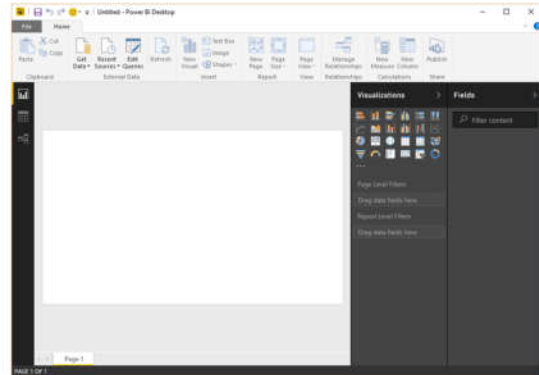 Untitled - Power BI Desktop
File Home
Paste
Cut
Copy
Get Data
Recent Sources
Edit Queries
Refresh
New Visual
Text Box
Image
Shapes
New Page
Page Size
Page View
Manage Relationships
New Measure
New Column
Publish
Clipboard External Data Insert Report View Relationships Calculations Share
Visualizations Fields
Filter content
Page Level Filters
Drag data fields here
Report Level Filters
Drag data fields here
Page 1
PAGE 1 OF 1